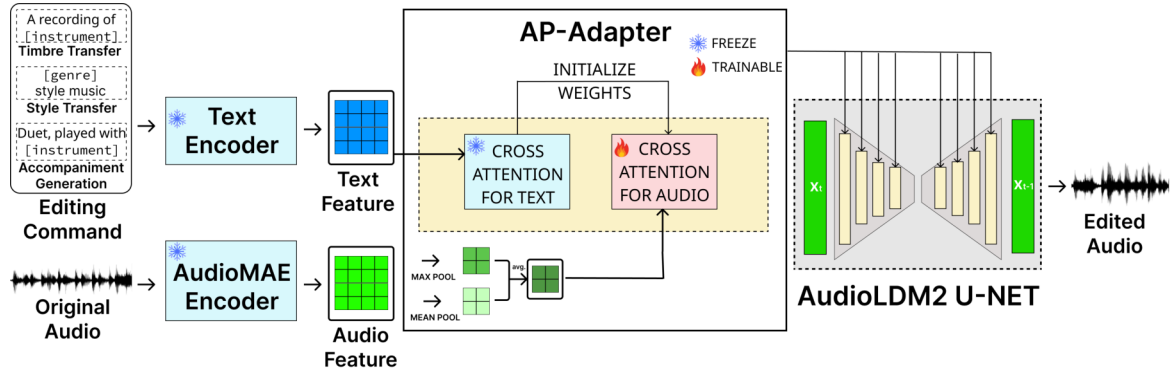 A recording of
[instrument]
Timbre Transfer
[genre]
style music
Style Transfer
Duet, played with
[instrument]
Accompaniment
Generation
Editing
Command
Original
Audio
Text
Encoder
AudioMAE
Encoder
Text
Feature
Audio
Feature
AP-Adapter
FREEZE
TRAINABLE
INITIALIZE
WEIGHTS
CROSS
ATTENTION
FOR TEXT
CROSS
ATTENTION
FOR AUDIO
MAX POOL
MEAN POOL
avg.
Xt
Xt-1
AudioLDM2 U-NET
Edited
Audio